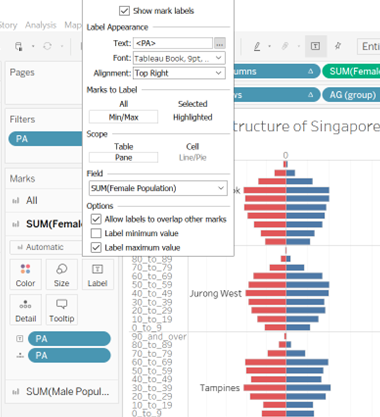 Story Analysis Map
Show mark labels
Label Appearance
Text: <PA> ...
Font: Tableau Book, 9pt, ..
Alignment: Top Right
Marks to Label
All Selected
Min/Max Highlighted
Scope
Table Cell
Pane Line/Pie
Field
SUM(Female Population)
Options
Allow labels to overlap other marks
Label minimum value
Label maximum value
Pages
Filters
PA
Marks
All
SUM(Fema
Automatic
Color Size Label
Detail Tooltip
PA
PA
SUM(Male Popul...
T
Enti
umns SUM(Female
ws AG (group)
tructure of Singapore
0
ok
80_to_89
70_to_79
60_to_69
50_to_59
Jurong West 40_to_49
30_to_39
20_to_29
10_to_19
0_to_9
90_and_over
80_to_89
70_to_79
60_to_69
50_to_59
40_to_49
Tampines 30_to_39
20_to_29
10_to_19
0_to_9